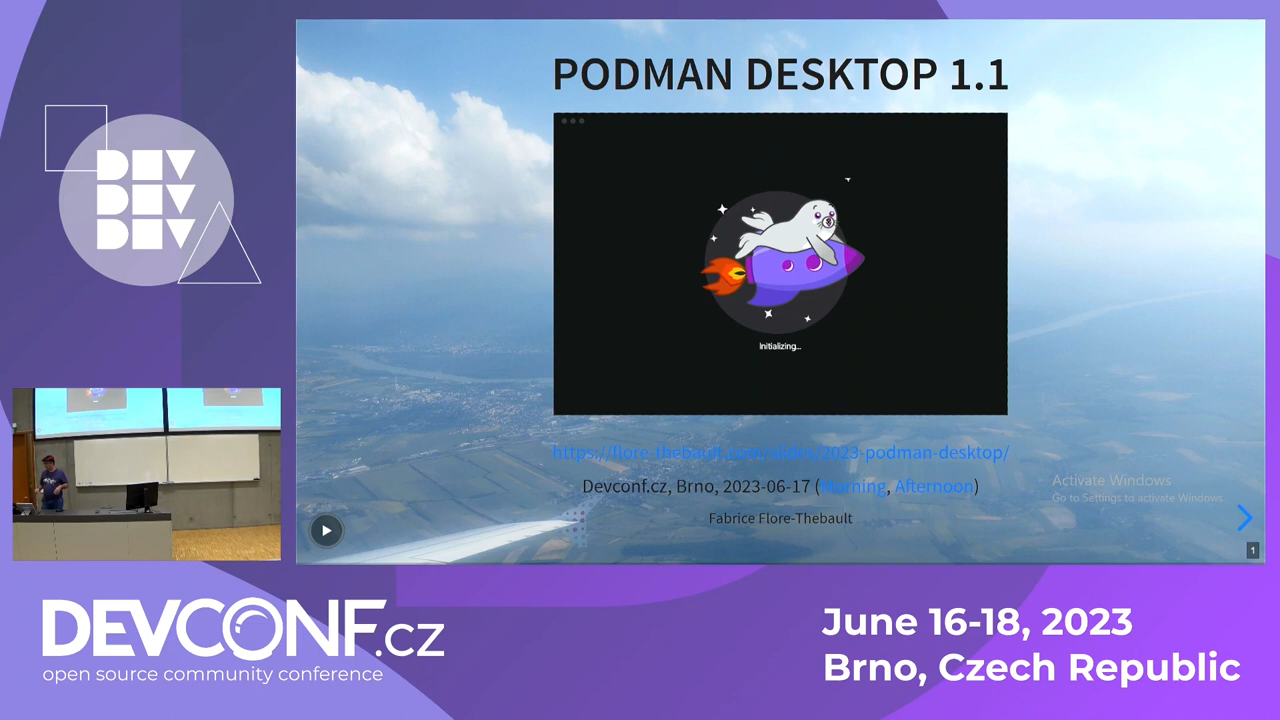 DEV
DEV
DEV
PODMAN DESKTOP 1.1
Initializing...
https://flore-thebault.com/slides/2023-podman-desktop/
Devconf.cz, Brno, 2023-06-17 (Morning, Afternoon)
Fabrice Flore-Thebault
Activate Windows
Go to Settings to activate Windows.
1
DEVCONF.cz
open source community conference
June 16-18, 2023
Brno, Czech Republic